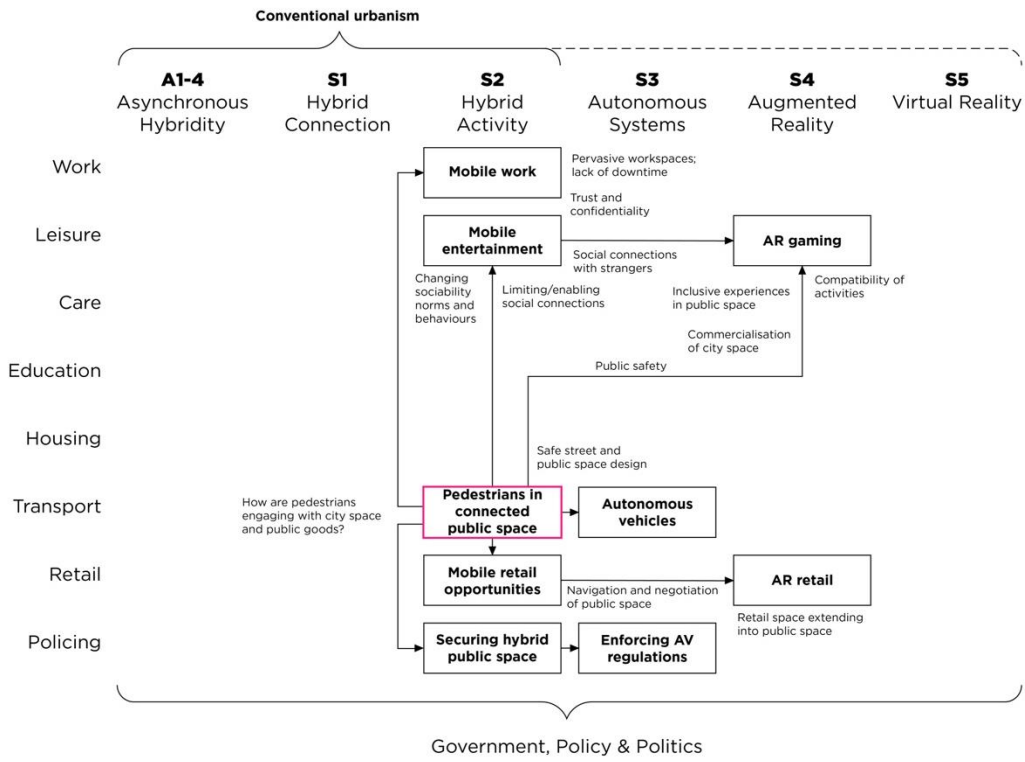 Conventional urbanism
A1-4
Asynchronous
Hybridity
S1
Hybrid
Connection
S2
Hybrid
Activity
S3
Autonomous
Systems
S4
Augmented
Reality
S5
Virtual Reality
Work
Mobile work
Pervasive workspaces;
lack of downtime
Trust and
confidentiality
Leisure
Mobile
entertainment
AR gaming
Social connections
with strangers
Changing
sociability
norms and
behaviours
Limiting/enabling
social connections
Inclusive experiences
in public space
Compatibility of
activities
Care
Commercialisation
of city space
Education
Public safety
Housing
Safe street and
public space design
Transport
How are pedestrians
engaging with city space
and public goods?
Pedestrians in
connected
public space
Autonomous
vehicles
Retail
Mobile retail
opportunities
Navigation and negotiation
of public space
AR retail
Retail space extending
into public space
Policing
Securing hybrid
public space
Enforcing AV
regulations
Government, Policy & Politics